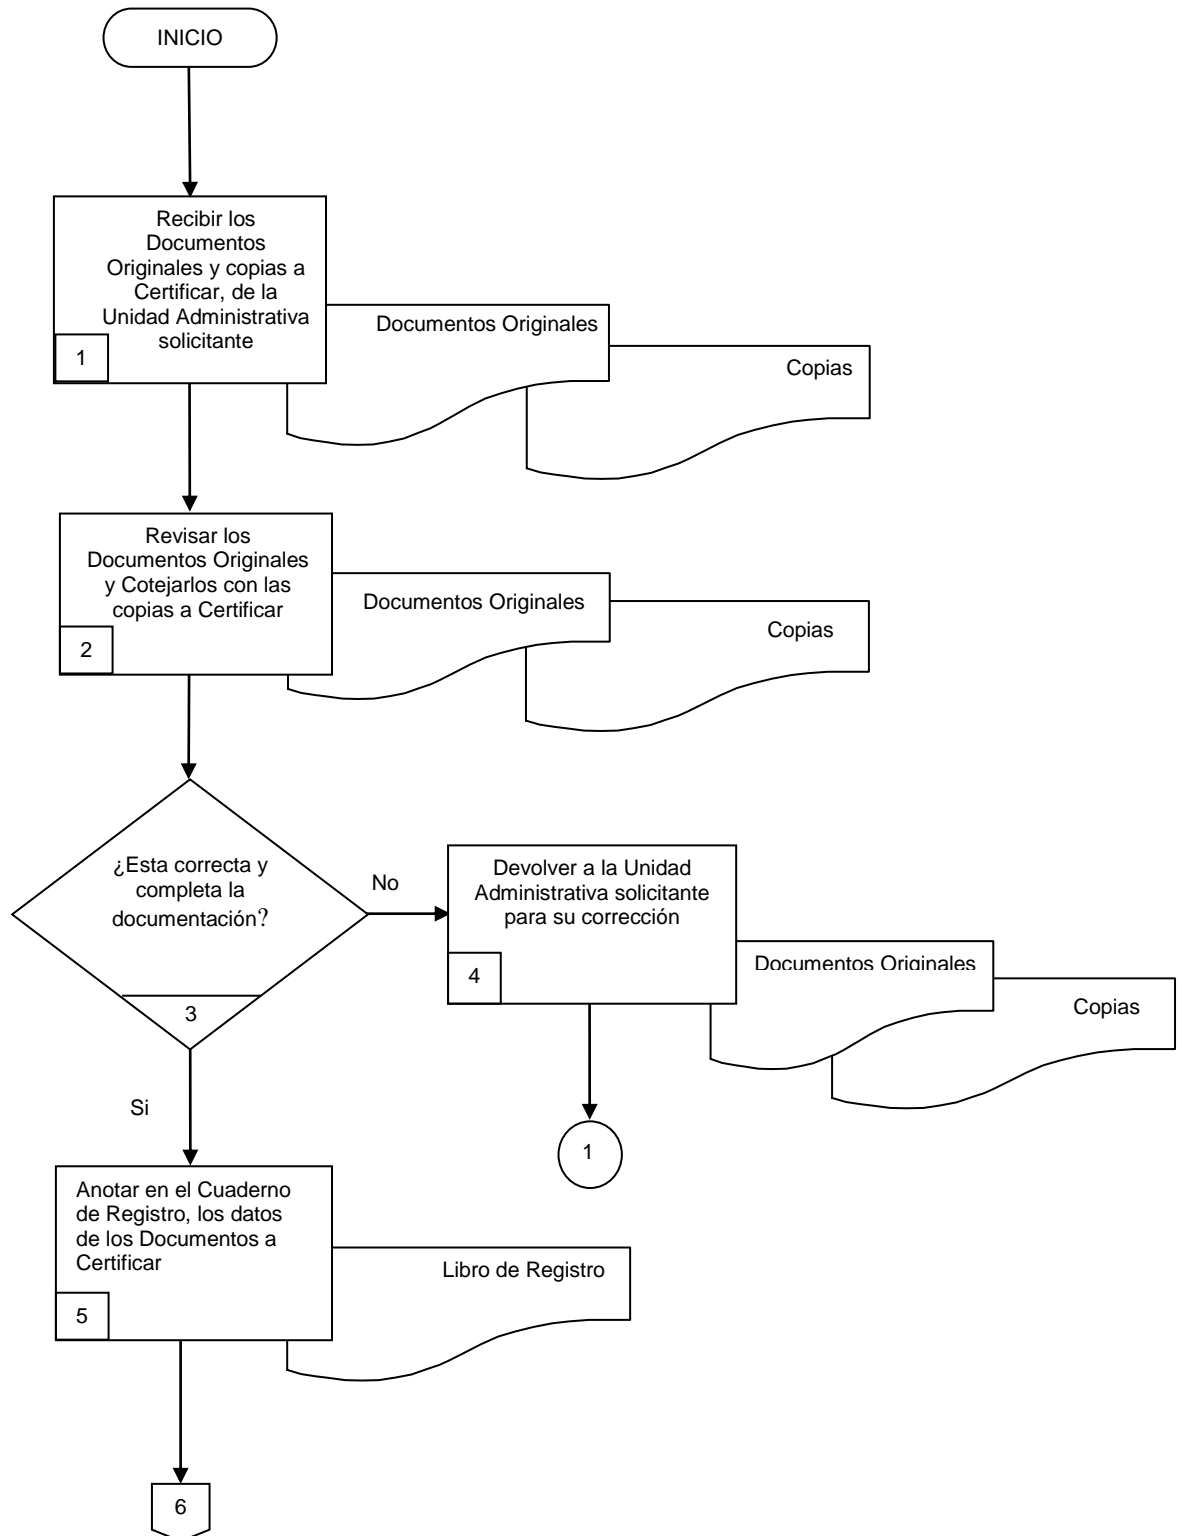 INICIO
Recibir los
Documentos
Originales y copias a
Certificar, de la
Unidad Administrativa
solicitante
1
Documentos Originales
Copias
Revisar los
Documentos Originales
y Cotejarlos con las
copias a Certificar
2
Documentos Originales
Copias
¿Esta correcta y
completa la
documentación?
3
No
Devolver a la Unidad
Administrativa solicitante
para su corrección
4
Documentos Originales
Copias
1
Si
Anotar en el Cuaderno
de Registro, los datos
de los Documentos a
Certificar
5
Libro de Registro
6